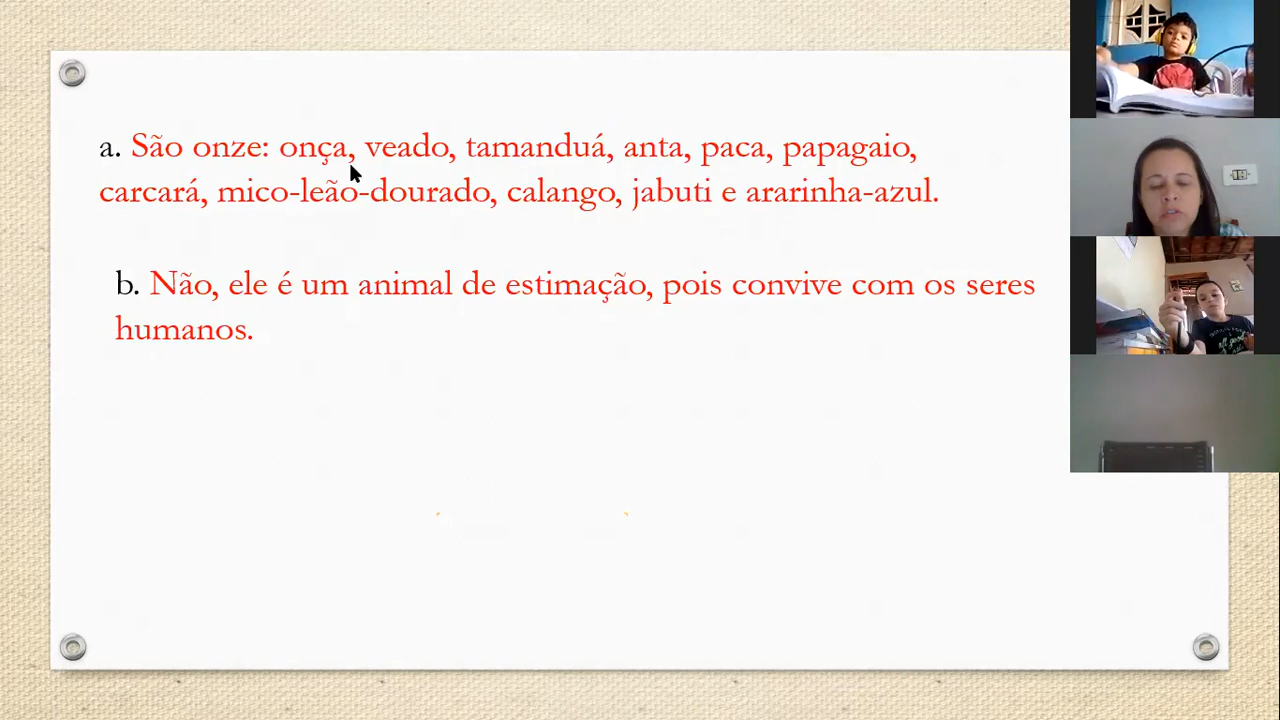 a. São onze: onça, veado, tamanduá, anta, paca, papagaio,
carcará, mico-leão-dourado, calango, jabuti e ararinha-azul.
b. Não, ele é um animal de estimação, pois convive com os seres
humanos.